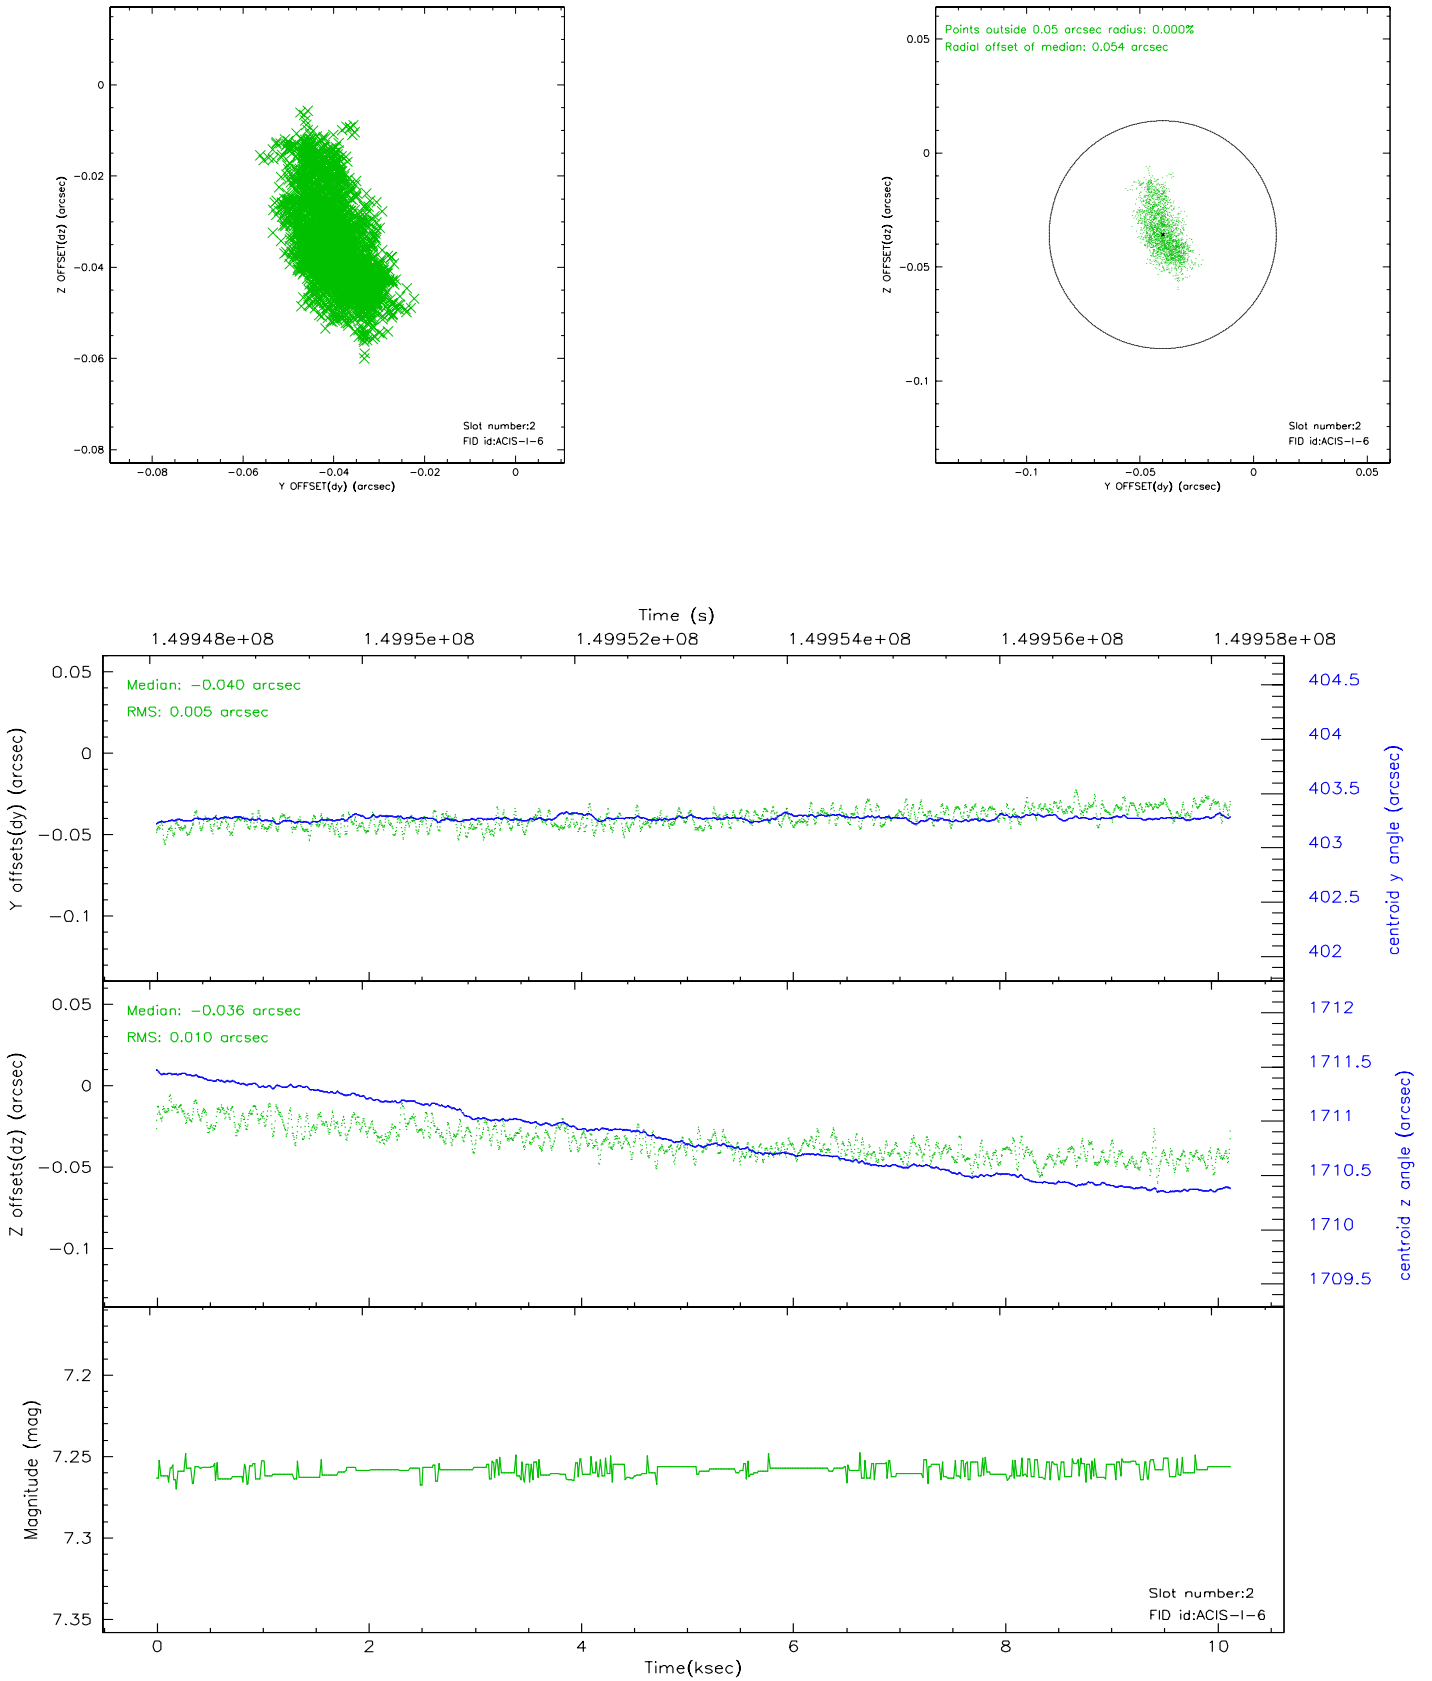 0
−0.02
−0.04
−0.06
−0.08
Z OFFSET(dz) (arcsec)
−0.08
−0.06
−0.04
−0.02
0
Y OFFSET(dy) (arcsec)
Slot number:2
FID id:ACIS−I−6
Points outside 0.05 arcsec radius: 0.000%
Radial offset of median: 0.054 arcsec
0.05
0
−0.05
−0.1
Z OFFSET(dz) (arcsec)
−0.1
−0.05
0
0.05
Y OFFSET(dy) (arcsec)
Slot number:2
FID id:ACIS−I−6
Time (s)
1.49948e+08
1.4995e+08
1.49952e+08
1.49954e+08
1.49956e+08
1.49958e+08
Median: −0.040 arcsec
RMS: 0.005 arcsec
0.05
0
−0.05
−0.1
Y offsets(dy) (arcsec)
404.5
404
403.5
403
402.5
402
centroid y angle (arcsec)
Median: −0.036 arcsec
RMS: 0.010 arcsec
0.05
0
−0.05
−0.1
Z offsets(dz) (arcsec)
1712
1711.5
1711
1710.5
1710
1709.5
centroid z angle (arcsec)
7.2
7.25
7.3
7.35
Magnitude (mag)
Slot number:2
FID id:ACIS−I−6
0
2
4
6
8
10
Time(ksec)